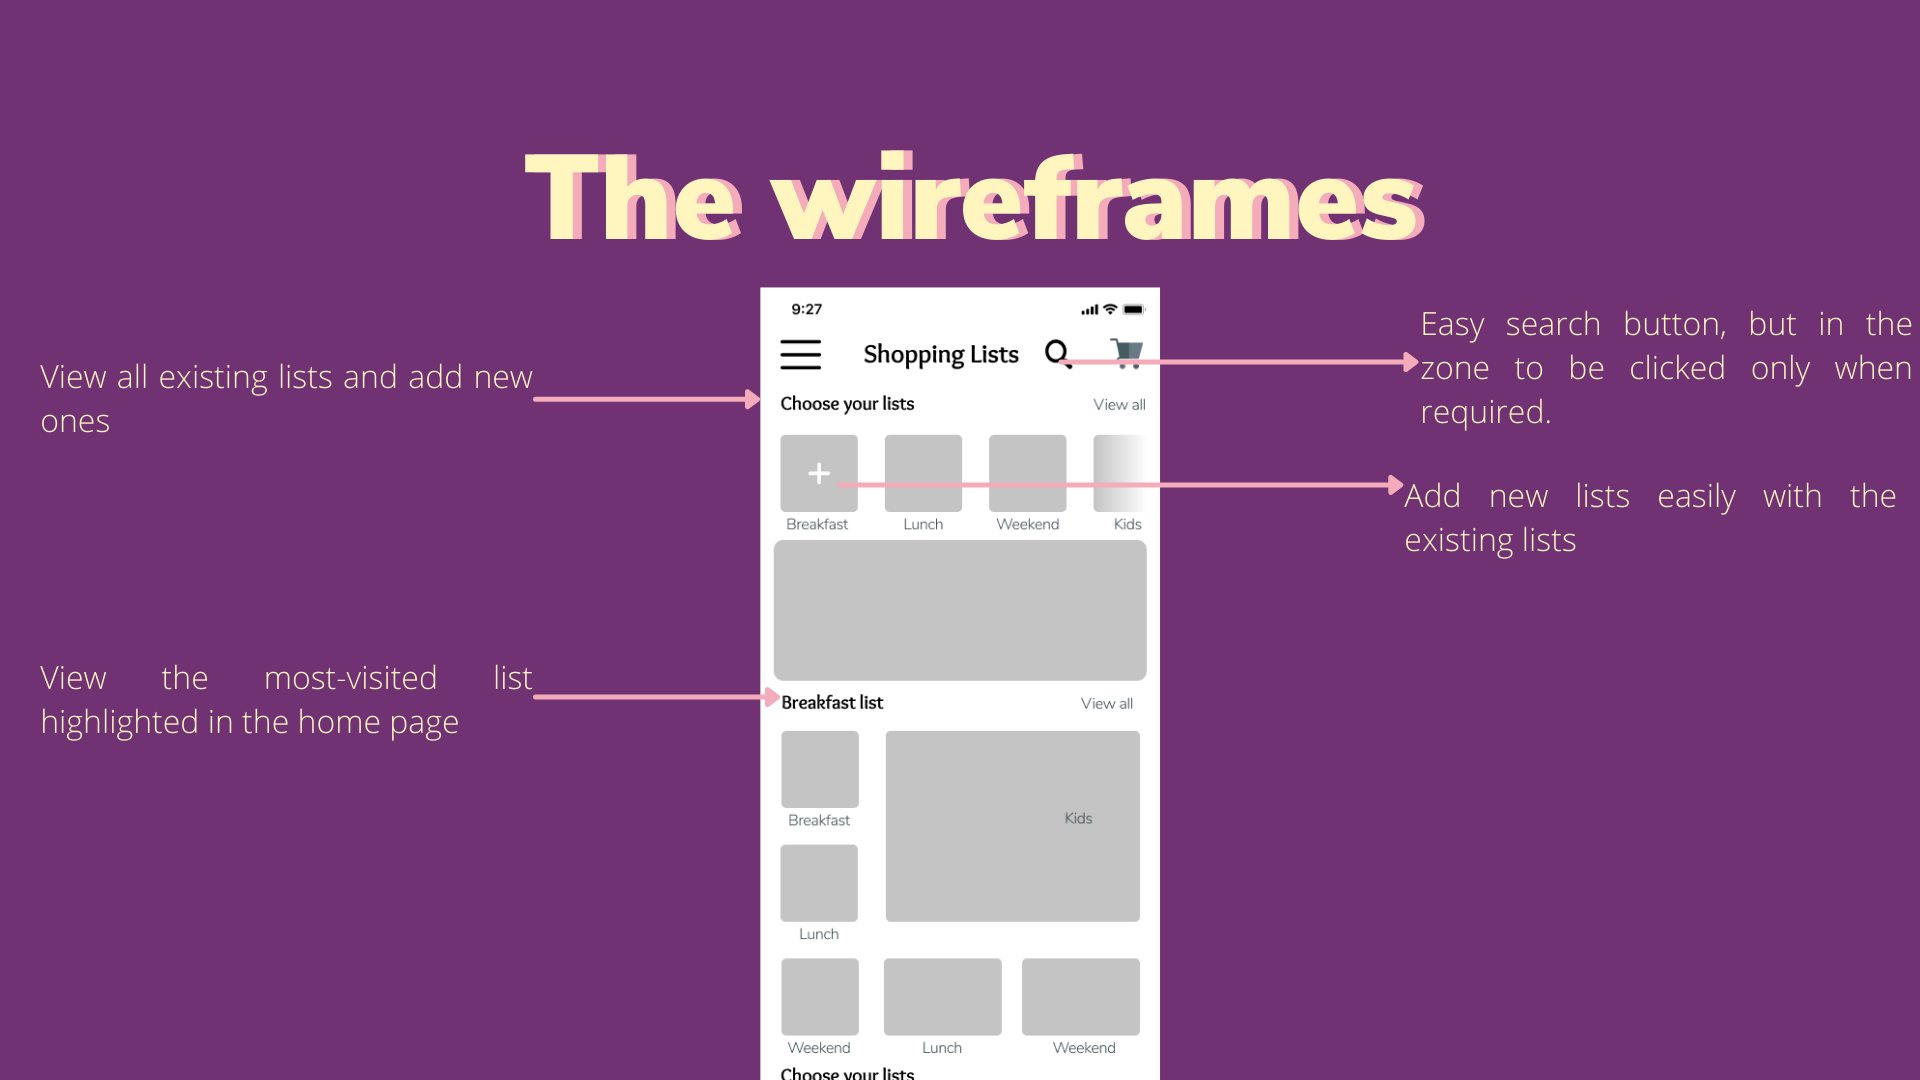 The wireframes
View all existing lists and add new
ones
View the most-visited list
highlighted in the home page
9:27
Shopping Lists
Choose your lists
View all
Breakfast
Lunch
Weekend
Kids
Breakfast list
View all
Breakfast
Kids
Lunch
Weekend
Lunch
Weekend
Choose your lists
Easy search button, but in the
zone to be clicked only when
required.
Add new lists easily with the
existing lists